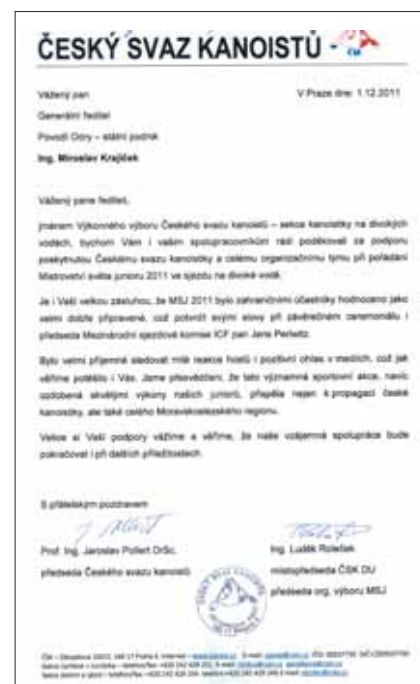 ČESKÝ SVAZ KANOISTŮ
Vážený pan
V Praze dne: 1.12.2011
Generální ředitel
Povodí Odry – státní podnik
Ing. Miroslav Krajíček
Vážený pane řediteli,
jménem Výkonného výboru Českého svazu kanoistů – sekce kanoistiky na divokých
vodách, bychom Vám i vašim spolupracovníkům rádi poděkovali za podporu
poskytnutou Českému svazu kanoistiky a celému organizačnímu týmu při pořádání
Mistrovství světa juniorů 2011 ve sjezdu na divoké vodě.
Je i Vaší velkou zásluhou, že MSJ 2011 bylo zahraničními účastníky hodnoceno jako
velmi dobře připravené, což potvrdil svými slovy při závěrečném ceremoniálu i
předseda Mezinárodní sjezdové komise ICF pan Jens Perlwitz.
Bylo velmi příjemné sledovat milé reakce hostů i pozitivní ohlas v mediích, což jak
věříme potěšilo i Vás. Jsme přesvědčeni, že tato významná sportovní akce, navíc
ozdobená skvělými výkony našich juniorů, přispěla nejen k propagaci české
kanoistiky, ale také celého Moravskoslezského regionu.
Velice si Vaší podpory vážíme a věříme, že naše vzájemná spolupráce bude
pokračovat i při dalších příležitostech.
S přátelským pozdravem
Prof. Ing. Jaroslav Pollert DrSc.
Ing. Luděk Roleček
předseda Českého svazu kanoistů
místopředseda ČSK DV
předseda org. výboru MSJ